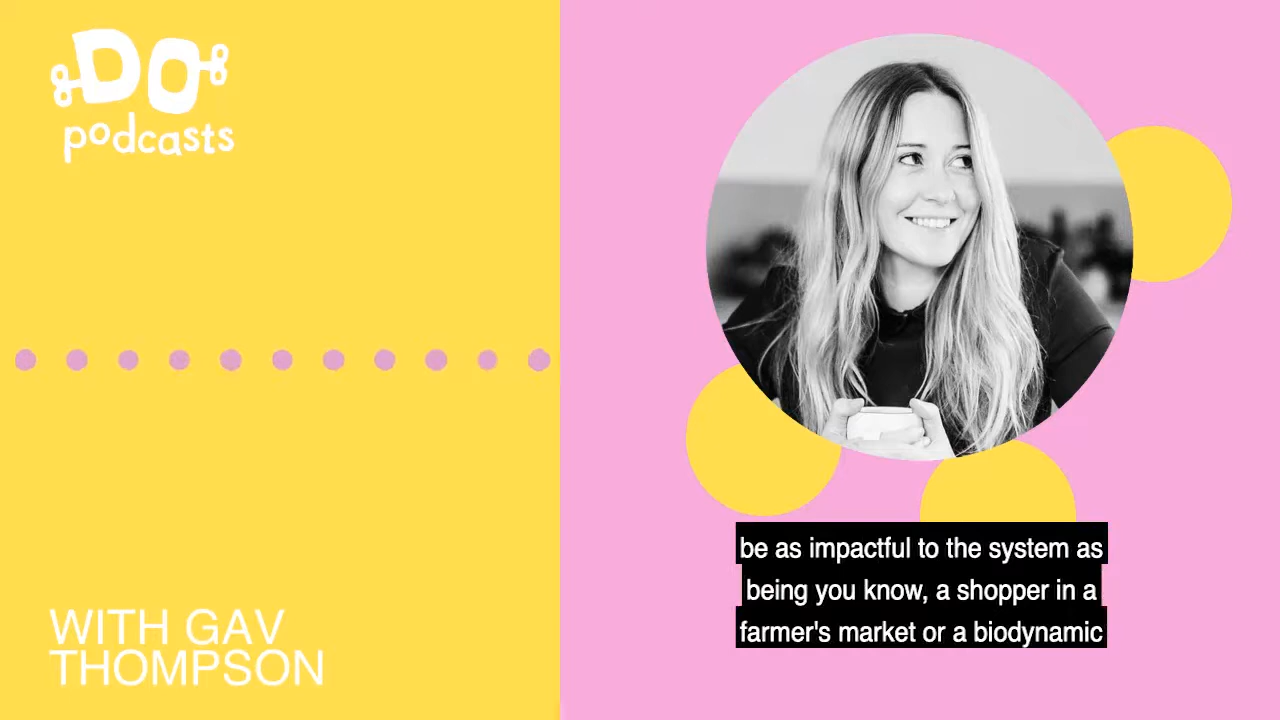 DO
podcasts
WITH GAV
THOMPSON
be as impactful to the system as
being you know, a shopper in a
farmer's market or a biodynamic